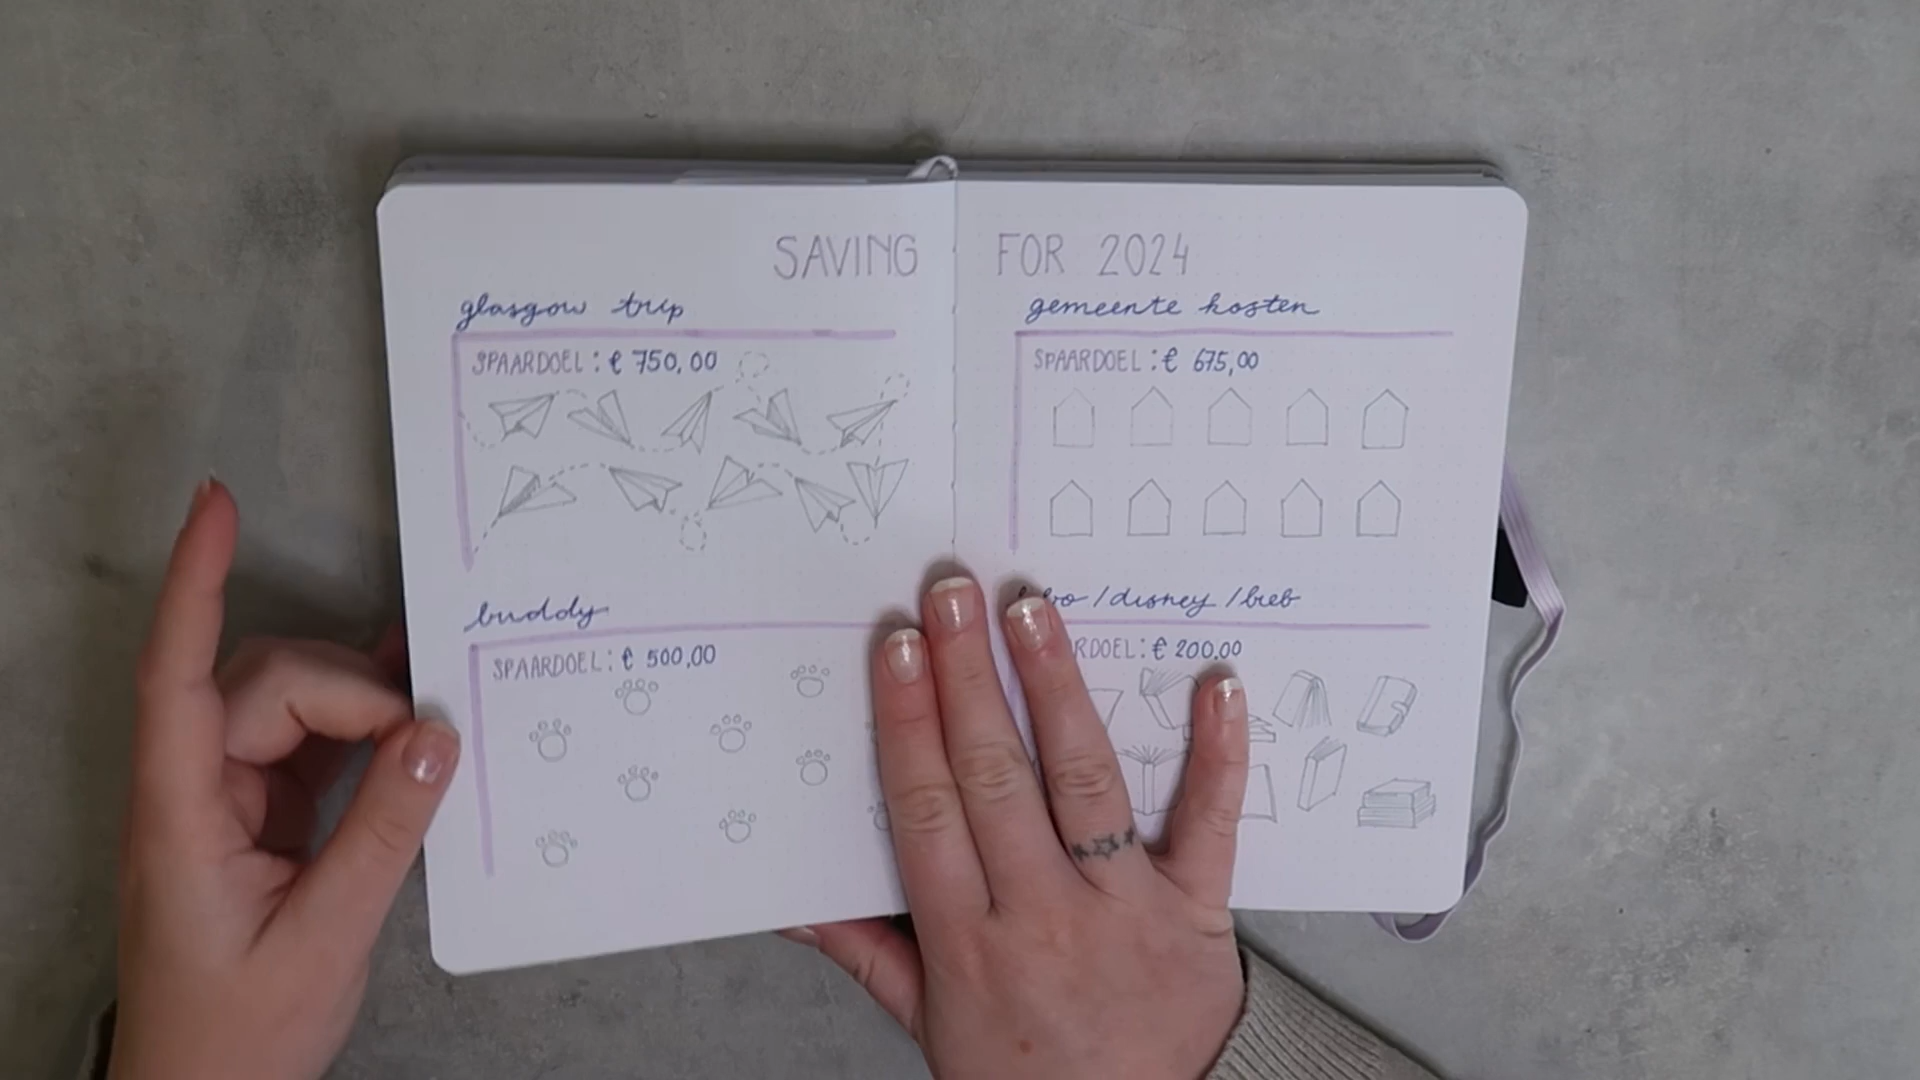 SAVING FOR 2024
glasgow trip
SPAARDOEL: € 750,00
buddy
SPAARDOEL: € 500,00
gemeente kosten
SPAARDOEL: € 675,00
/disney /bieb
€ 200,00